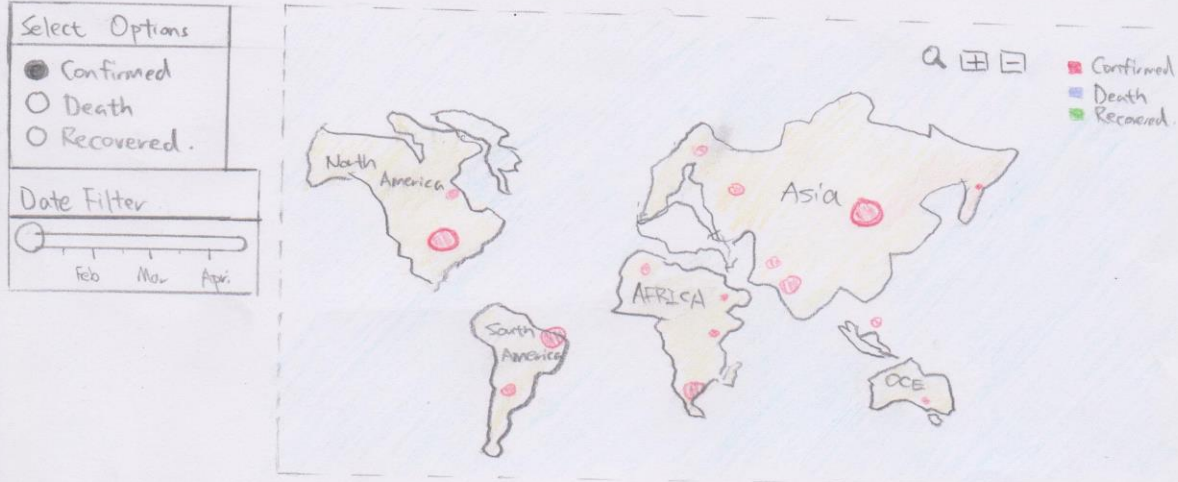 Select Options
Confirmed
Death
Recovered.
Date Filter
Feb Mar Apr.
Confirmed
Death
Recovered.
North
America
Asia
AFRICA
South
America
OCE